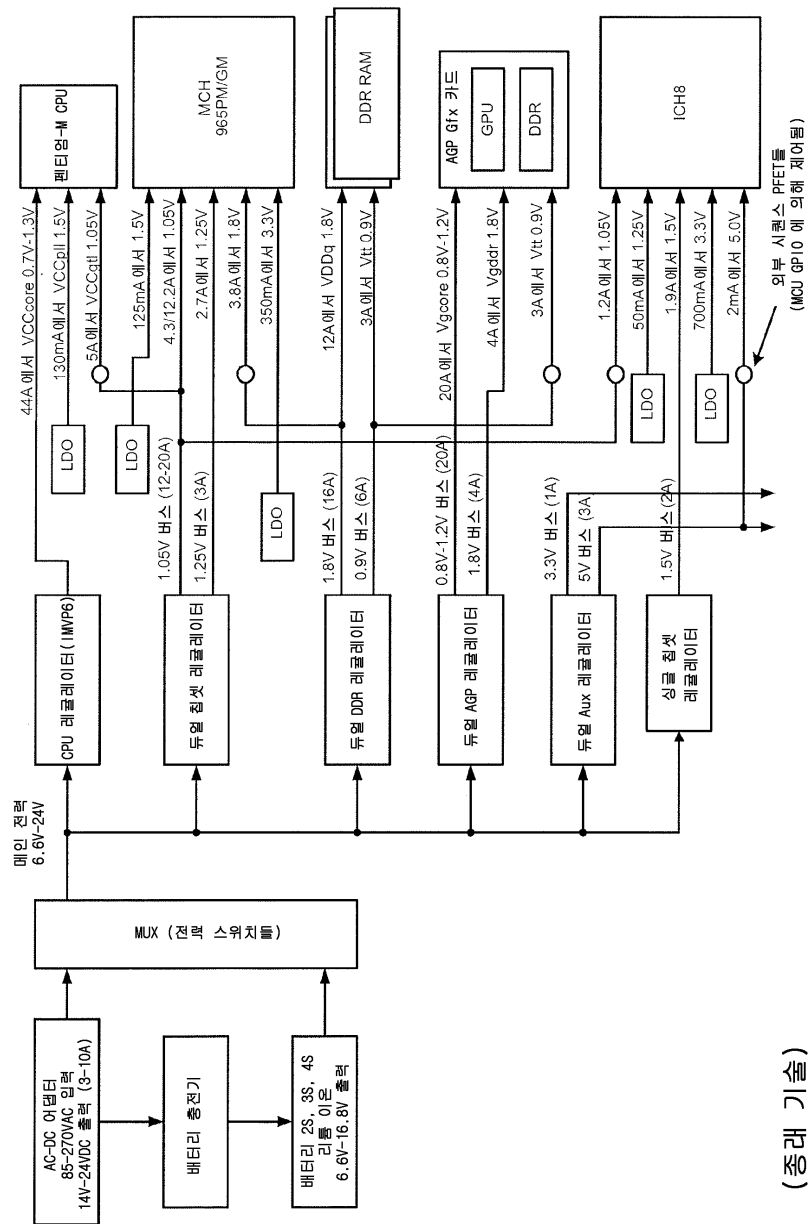 AC-DC 어댑터
85-270VAC 입력
14V-24VDC 출력 (3-10A)
배터리 충전기
배터리 2S, 3S, 4S
리튬 이온
6.6V-16.8V 출력
MUX (전력 스위치들)
메인 전력
6.6V-24V
CPU 레귤레이터(IMVP6)
듀얼 칩셋 레귤레이터
듀얼 DDR 레귤레이터
듀얼 AGP 레귤레이터
듀얼 Aux 레귤레이터
싱글 칩셋
레귤레이터
1.05V 버스 (12-20A)
1.25V 버스 (3A)
1.8V 버스 (16A)
0.9V 버스 (6A)
0.8V-1.2V 버스 (20A)
1.8V 버스 (4A)
3.3V 버스 (1A)
5V 버스 (3A
1.5V 버스(2A)
LDO
LDO
LDO
LDO
LDO
44A에서 VCCcore 0.7V-1.3V
130mA에서 VCCpll 1.5V
5A에서 VCCgtl 1.05V
125mA에서 1.5V
4.3/12.2A에서 1.05V
2.7A에서 1.25V
3.8A에서 1.8V
350mA에서 3.3V
12A에서 VDDq 1.8V
3A에서 Vtt 0.9V
20A에서 Vgcore 0.8V-1.2V
4A에서 Vgddr 1.8V
3A에서 Vtt 0.9V
1.2A에서 1.05V
50mA에서 1.25V
1.9A에서 1.5V
700mA에서 3.3V
2mA에서 5.0V
펜티엄-M CPU
MCH
965PM/GM
DDR RAM
AGP Gfx 카드
GPU
DDR
ICH8
외부 시퀀스 PFET들
(MCU GPIO 에 의해 제어됨)
(종래 기술)